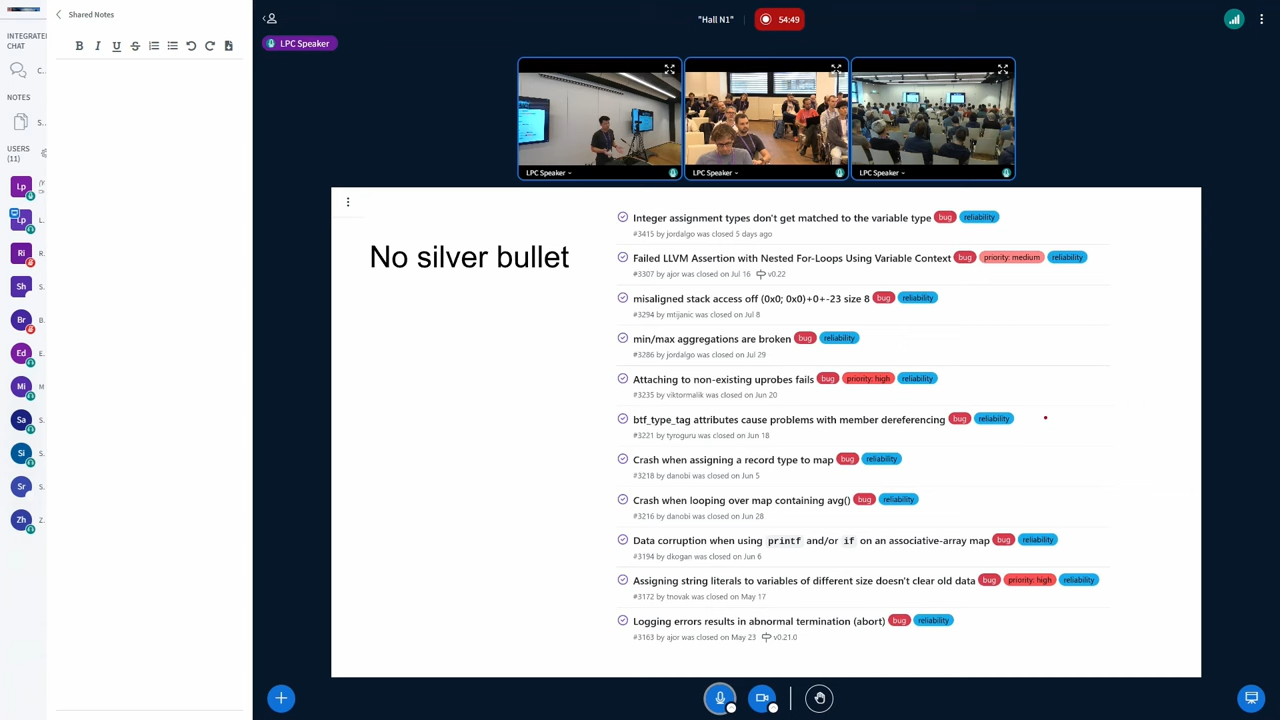 Shared Notes
INTEGRATE
CHAT
C...
NOTES
S...
USERS
(11)
Lp
(Y
Lp
L..
Ri
E.
Sh
S..
Br
B.
Ed
E.
Mi
M
Sa
S..
Si
S.
Sr
S..
Zh
Z.
"Hall N1"
54:49
LPC Speaker
LPC Speaker
LPC Speaker
LPC Speaker
No silver bullet
Integer assignment types don't get matched to the variable type bug reliability
#3415 by jordalgo was closed 5 days ago
Failed LLVM Assertion with Nested For-Loops Using Variable Context bug priority: medium reliability
#3307 by ajor was closed on Jul 16 v0.22
misaligned stack access off (0x0; 0x0)+0+-23 size 8 bug reliability
#3294 by mtijanic was closed on Jul 8
min/max aggregations are broken bug reliability
#3286 by jordalgo was closed on Jul 29
Attaching to non-existing uprobes fails bug priority: high reliability
#3235 by viktormalik was closed on Jun 20
btf_type_tag attributes cause problems with member dereferencing bug reliability
#3221 by tyroguru was closed on Jun 18
Crash when assigning a record type to map bug reliability
#3218 by danobi was closed on Jun 5
Crash when looping over map containing avg() bug reliability
#3216 by danobi was closed on Jun 28
Data corruption when using printf and/or if on an associative-array map bug reliability
#3194 by dkogan was closed on Jun 6
Assigning string literals to variables of different size doesn't clear old data bug priority: high reliability
#3172 by tnovak was closed on May 17
Logging errors results in abnormal termination (abort) bug reliability
#3163 by ajor was closed on May 23 v0.21.0